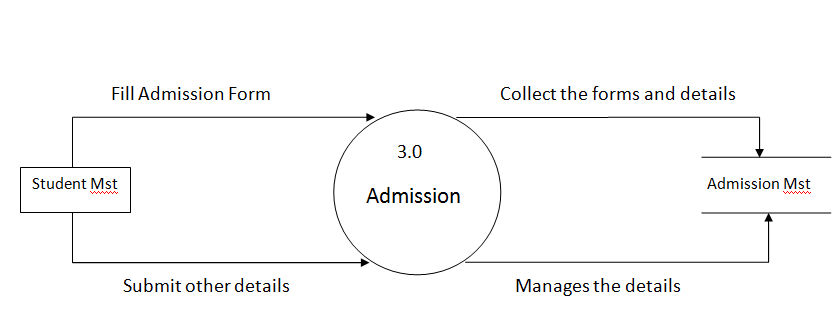 Fill Admission Form
Collect the forms and details
3.0
Student Mst
Admission
Admission Mst
Submit other details
Manages the details